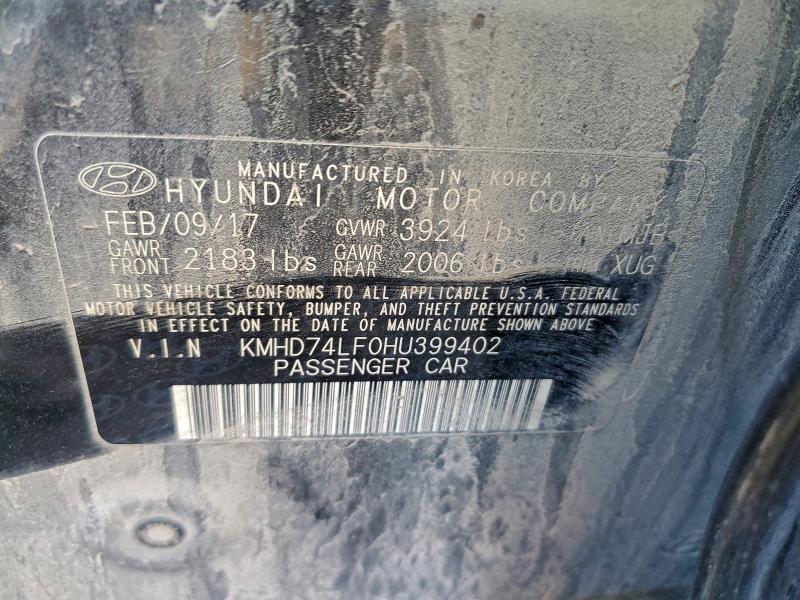 MANUFACTURED IN KOREA BY
HYUNDAI MOTOR COMPANY
FEB/09/17 GVWR 3924 lbs
GAWR FRONT 2183 lbs GAWR REAR 2006 lbs XUG
THIS VEHICLE CONFORMS TO ALL APPLICABLE U.S.A. FEDERAL
MOTOR VEHICLE SAFETY, BUMPER, AND THEFT PREVENTION STANDARDS
IN EFFECT ON THE DATE OF MANUFACTURE SHOWN ABOVE
V.I.N KMHD74LF0HU399402
PASSENGER CAR